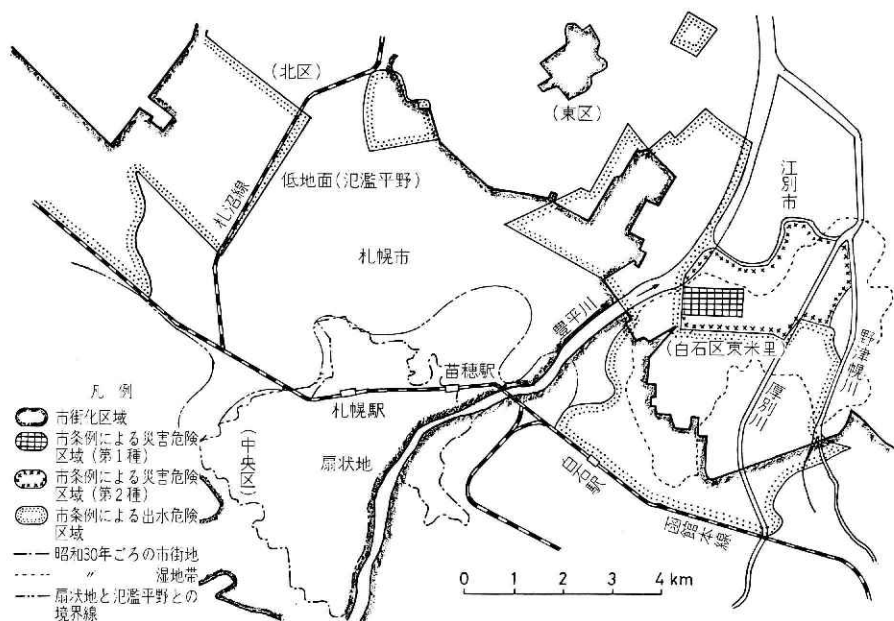 (北区)
(東区)
札沼線
低地面(氾濫平野)
江別市
札幌市
豊平川
苗穂駅
札幌駅
(白石区東米里)
野津幌川
厚別川
(中央区)
扇状地
白石駅
函館本線
凡例
市街化区域
市条例による災害危険
区域(第1種)
市条例による災害危険
区域(第2種)
市条例による出水危険
区域
昭和30年ごろの市街地
〃 湿地帯
扇状地と氾濫平野との
境界線
0 1 2 3 4 km